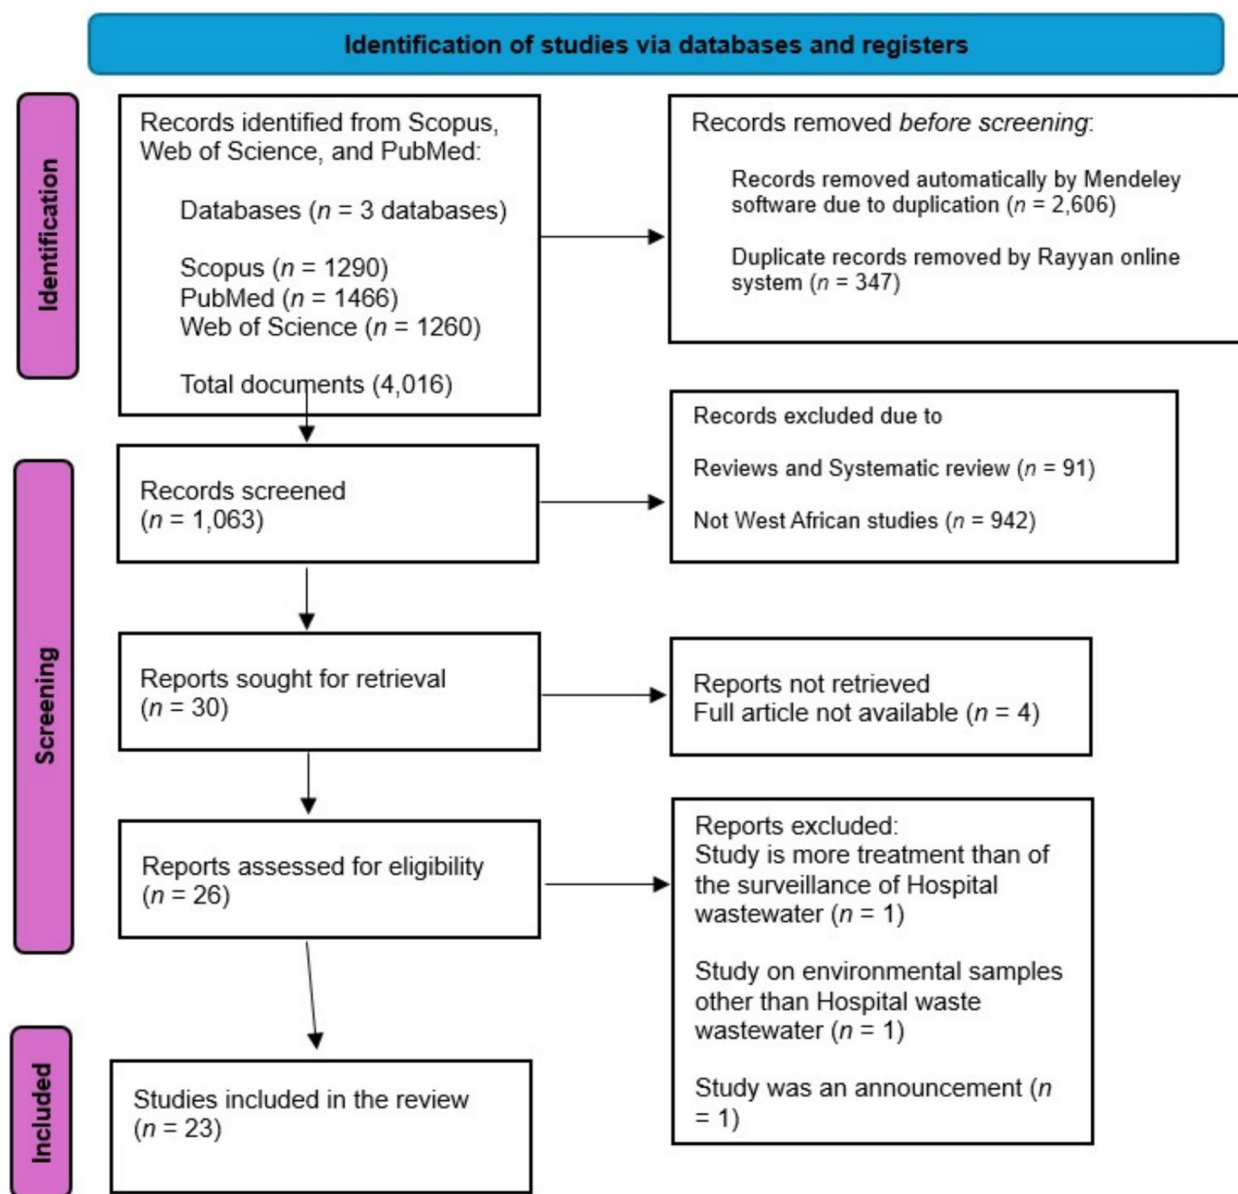 Identification of studies via databases and registers
Identification
Records identified from Scopus,
Web of Science, and PubMed:
Databases (n = 3 databases)
Scopus (n = 1290)
PubMed (n = 1466)
Web of Science (n = 1260)
Total documents (4,016)
Records removed before screening:
Records removed automatically by Mendeley
software due to duplication (n = 2,606)
Duplicate records removed by Rayyan online
system (n = 347)
Screening
Records screened
(n = 1,063)
Records excluded due to
Reviews and Systematic review (n = 91)
Not West African studies (n = 942)
Reports sought for retrieval
(n = 30)
Reports not retrieved
Full article not available (n = 4)
Reports assessed for eligibility
(n = 26)
Reports excluded:
Study is more treatment than of
the surveillance of Hospital
wastewater (n = 1)
Study on environmental samples
other than Hospital waste
wastewater (n = 1)
Study was an announcement (n
= 1)
Included
Studies included in the review
(n = 23)